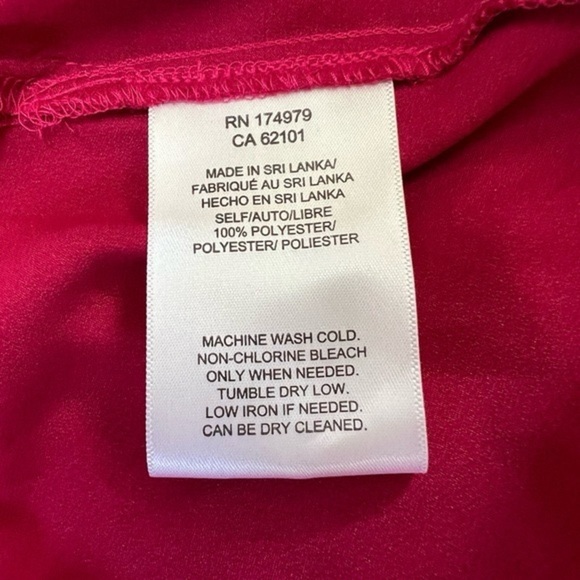 RN 174979
CA 62101
MADE IN SRI LANKA/
FABRIQUÉ AU SRI LANKA
HECHO EN SRI LANKA
SELF/AUTO/LIBRE
100% POLYESTER/
POLYESTER/ POLIESTER
MACHINE WASH COLD.
NON-CHLORINE BLEACH
ONLY WHEN NEEDED.
TUMBLE DRY LOW.
LOW IRON IF NEEDED.
CAN BE DRY CLEANED.